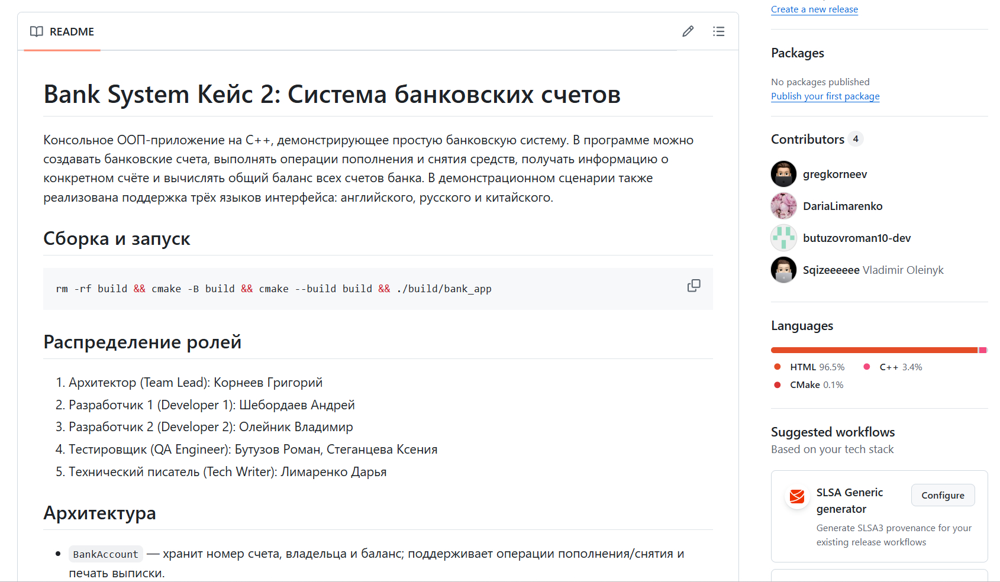 README
Bank System Кейс 2: Система банковских счетов
Консольное ООП-приложение на C++, демонстрирующее простую банковскую систему. В программе можно
создавать банковские счета, выполнять операции пополнения и снятия средств, получать информацию о
конкретном счёте и вычислять общий баланс всех счетов банка. В демонстрационном сценарии также
реализована поддержка трёх языков интерфейса: английского, русского и китайского.
Сборка и запуск
rm -rf build && cmake -B build && cmake --build build && ./build/bank_app
Распределение ролей
1. Архитектор (Team Lead): Корнеев Григорий
2. Разработчик 1 (Developer 1): Шебордаев Андрей
3. Разработчик 2 (Developer 2): Олейник Владимир
4. Тестировщик (QA Engineer): Бутузов Роман, Стеганцева Ксения
5. Технический писатель (Tech Writer): Лимаренко Дарья
Архитектура
• BankAccount — хранит номер счета, владельца и баланс; поддерживает операции пополнения/снятия и
печать выписки.
Create a new release
Packages
No packages published
Publish your first package
Contributors 4
gregkorneev
DariaLimarenko
butuzovroman10-dev
Sqizeeeeee Vladimir Oleinyk
Languages
HTML 96.5% C++ 3.4%
CMake 0.1%
Suggested workflows
Based on your tech stack
SLSA Generic
generator
Configure
Generate SLSA3 provenance for your
existing release workflows